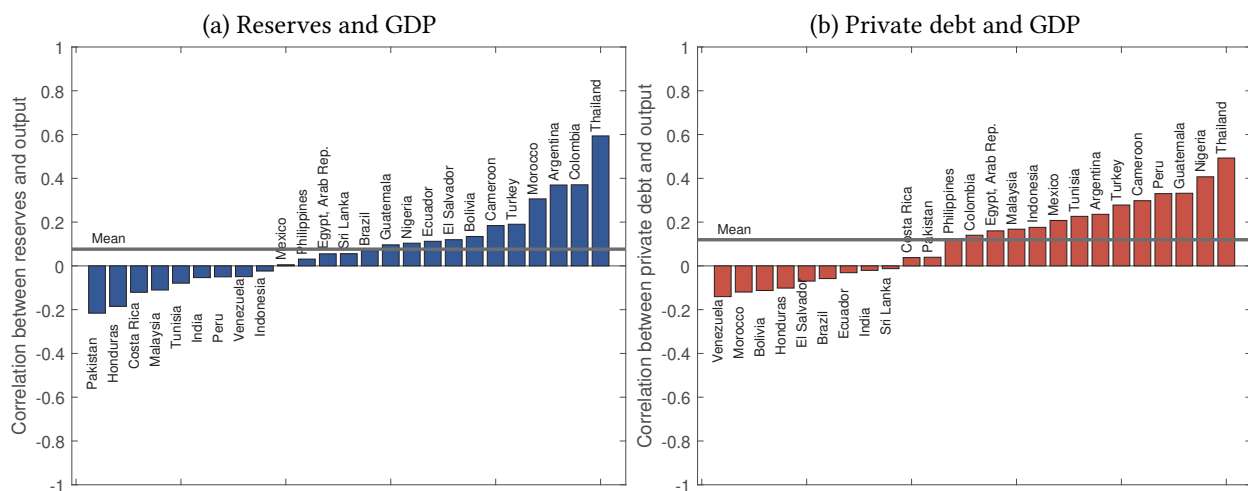 (a) Reserves and GDP
Correlation between reserves and output
1
0.8
0.6
0.4
0.2
0
-0.2
-0.4
-0.6
-0.8
-1
Mean
Pakistan
Honduras
Costa Rica
Malaysia
Tunisia
India
Peru
Venezuela
Indonesia
Mexico
Philippines
Egypt, Arab Rep.
Sri Lanka
Brazil
Guatemala
Nigeria
Ecuador
El Salvador
Bolivia
Cameroon
Turkey
Morocco
Argentina
Colombia
Thailand
(b) Private debt and GDP
Correlation between private debt and output
1
0.8
0.6
0.4
0.2
0
-0.2
-0.4
-0.6
-0.8
-1
Mean
Venezuela
Morocco
Bolivia
Honduras
El Salvador
Brazil
Ecuador
India
Sri Lanka
Costa Rica
Pakistan
Philippines
Colombia
Egypt, Arab Rep.
Malaysia
Indonesia
Mexico
Tunisia
Argentina
Turkey
Cameroon
Peru
Guatemala
Nigeria
Thailand